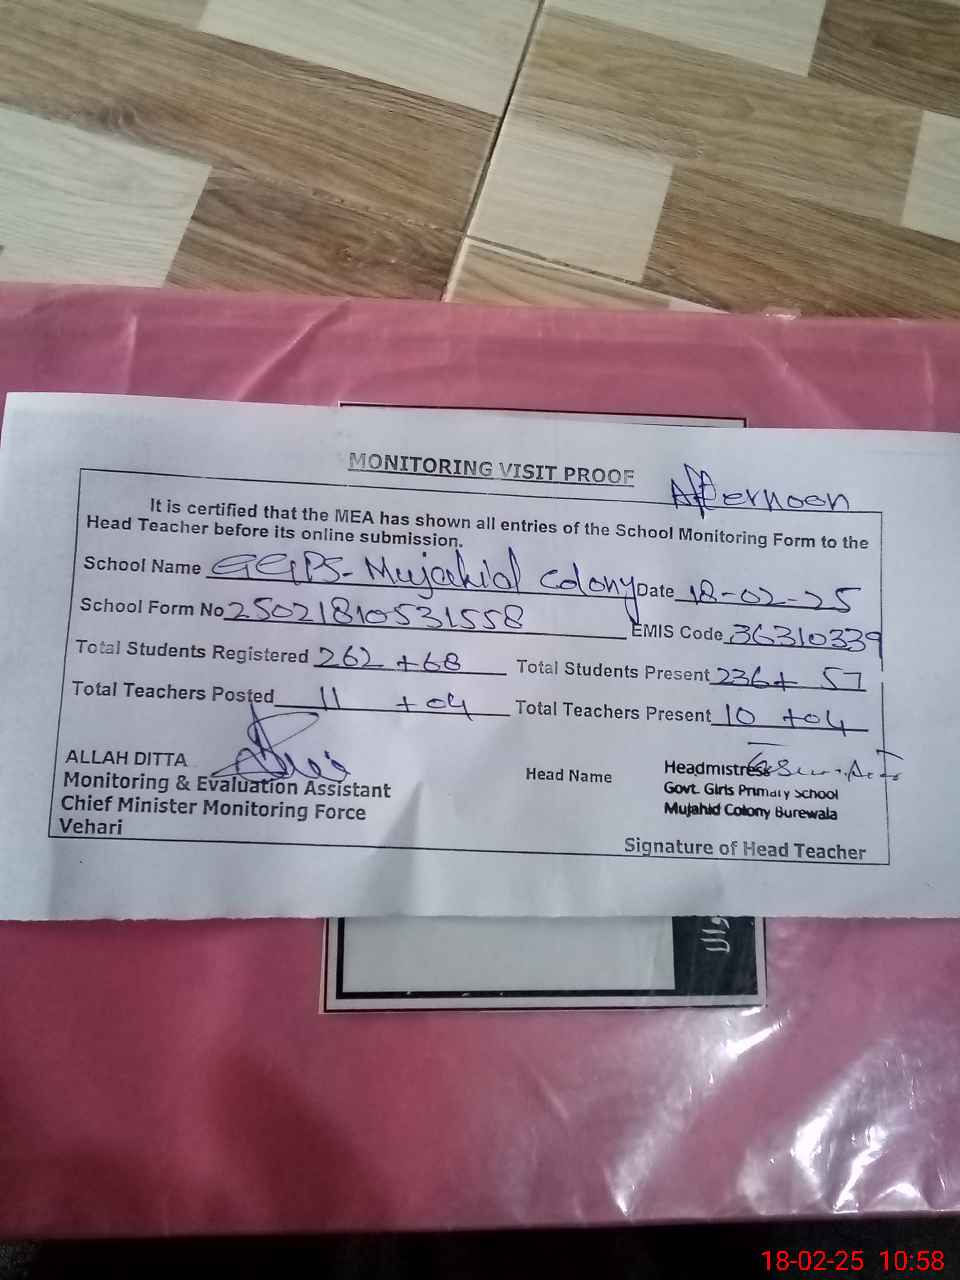 MONITORING VISIT PROOF
Afternoon
It is certified that the MEA has shown all entries of the School Monitoring Form to the
Head Teacher before its online submission.
School Name GGPS-Mujahid Colony Date 18-02-25
School Form No 25021810531558 EMIS Code 36310339
Total Students Registered 262 +68 Total Students Present 236+ 57
Total Teachers Posted 11 +04 Total Teachers Present 10 +04
ALLAH DITTA
Monitoring & Evaluation Assistant
Chief Minister Monitoring Force
Vehari
Head Name
Headmistress
Govt. Girls Primary School
Mujahid Colony Burewala
Signature of Head Teacher
18-02-25 10:58